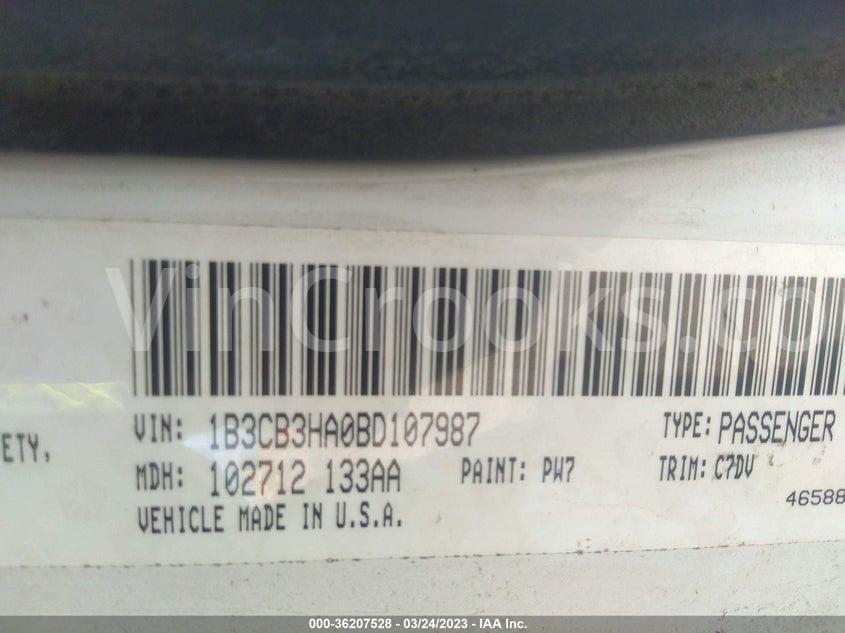 VinCrooks.co
VIN: 1B3CB3HA0BD107987 TYPE: PASSENGER
ETY,
MDH: 102712 133AA PAINT: PW7 TRIM: C7DV
VEHICLE MADE IN U.S.A. 46588
000-36207528 - 03/24/2023 - IAA Inc.